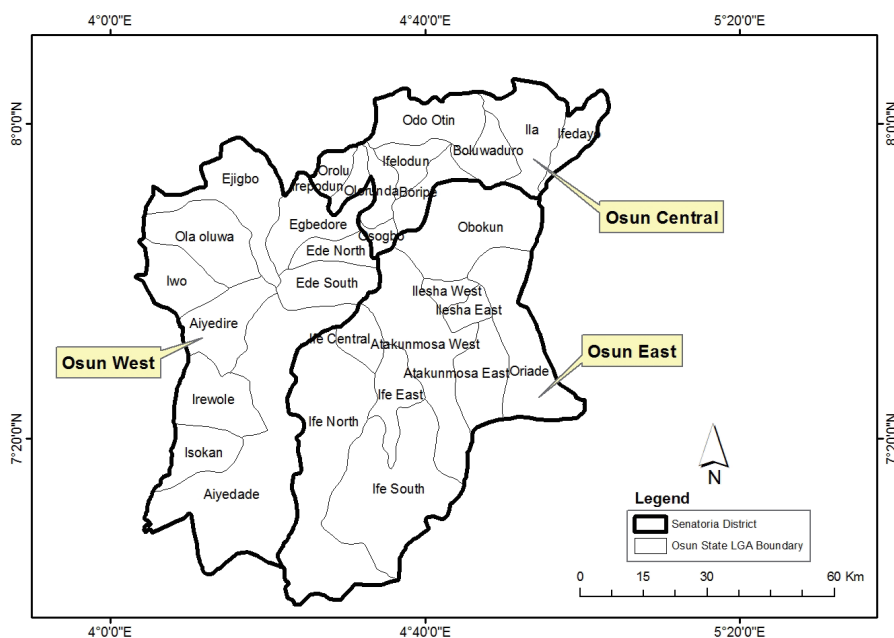 4°0'0"E 4°40'0"E 5°20'0"E
8°0'0"N 8°0'0"N
7°20'0"N 7°20'0"N
Odo Otin
Ila
Ifedayo
Boluwaduro
Ifelodun
Orolu
Ejigbo
Irepodun
Olorunda
Boripe
Osun Central
Egbedore
Osogbo
Obokun
Ola oluwa
Ede North
Iwo
Ede South
Ilesha West
Ilesha East
Aiyedire
Ife Central
Atakunmosa West
Osun East
Osun West
Atakunmosa East
Oriade
Irewole
Ife East
Ife North
Isokan
Aiyedade
Ife South
N
Legend
Senatoria District
Osun State LGA Boundary
0 15 30 60 Km
4°0'0"E 4°40'0"E 5°20'0"E